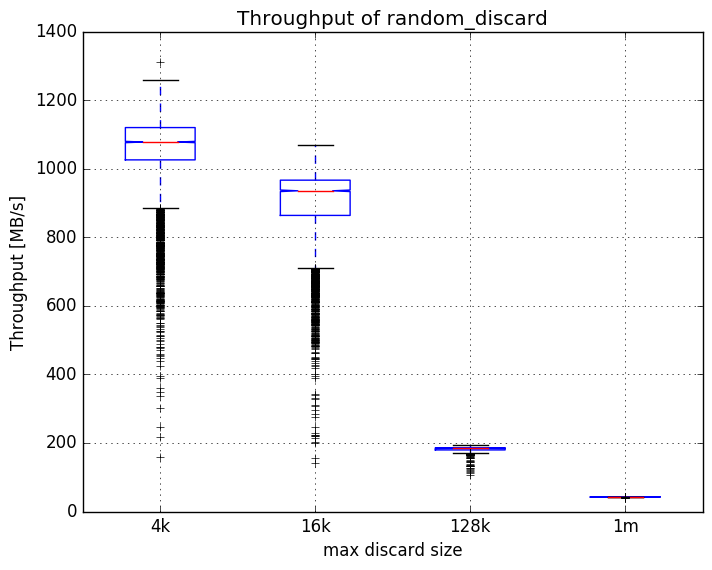 Throughput of random_discard
Throughput [MB/s]
1400
1200
1000
800
600
400
200
0
4k 16k 128k 1m
max discard size